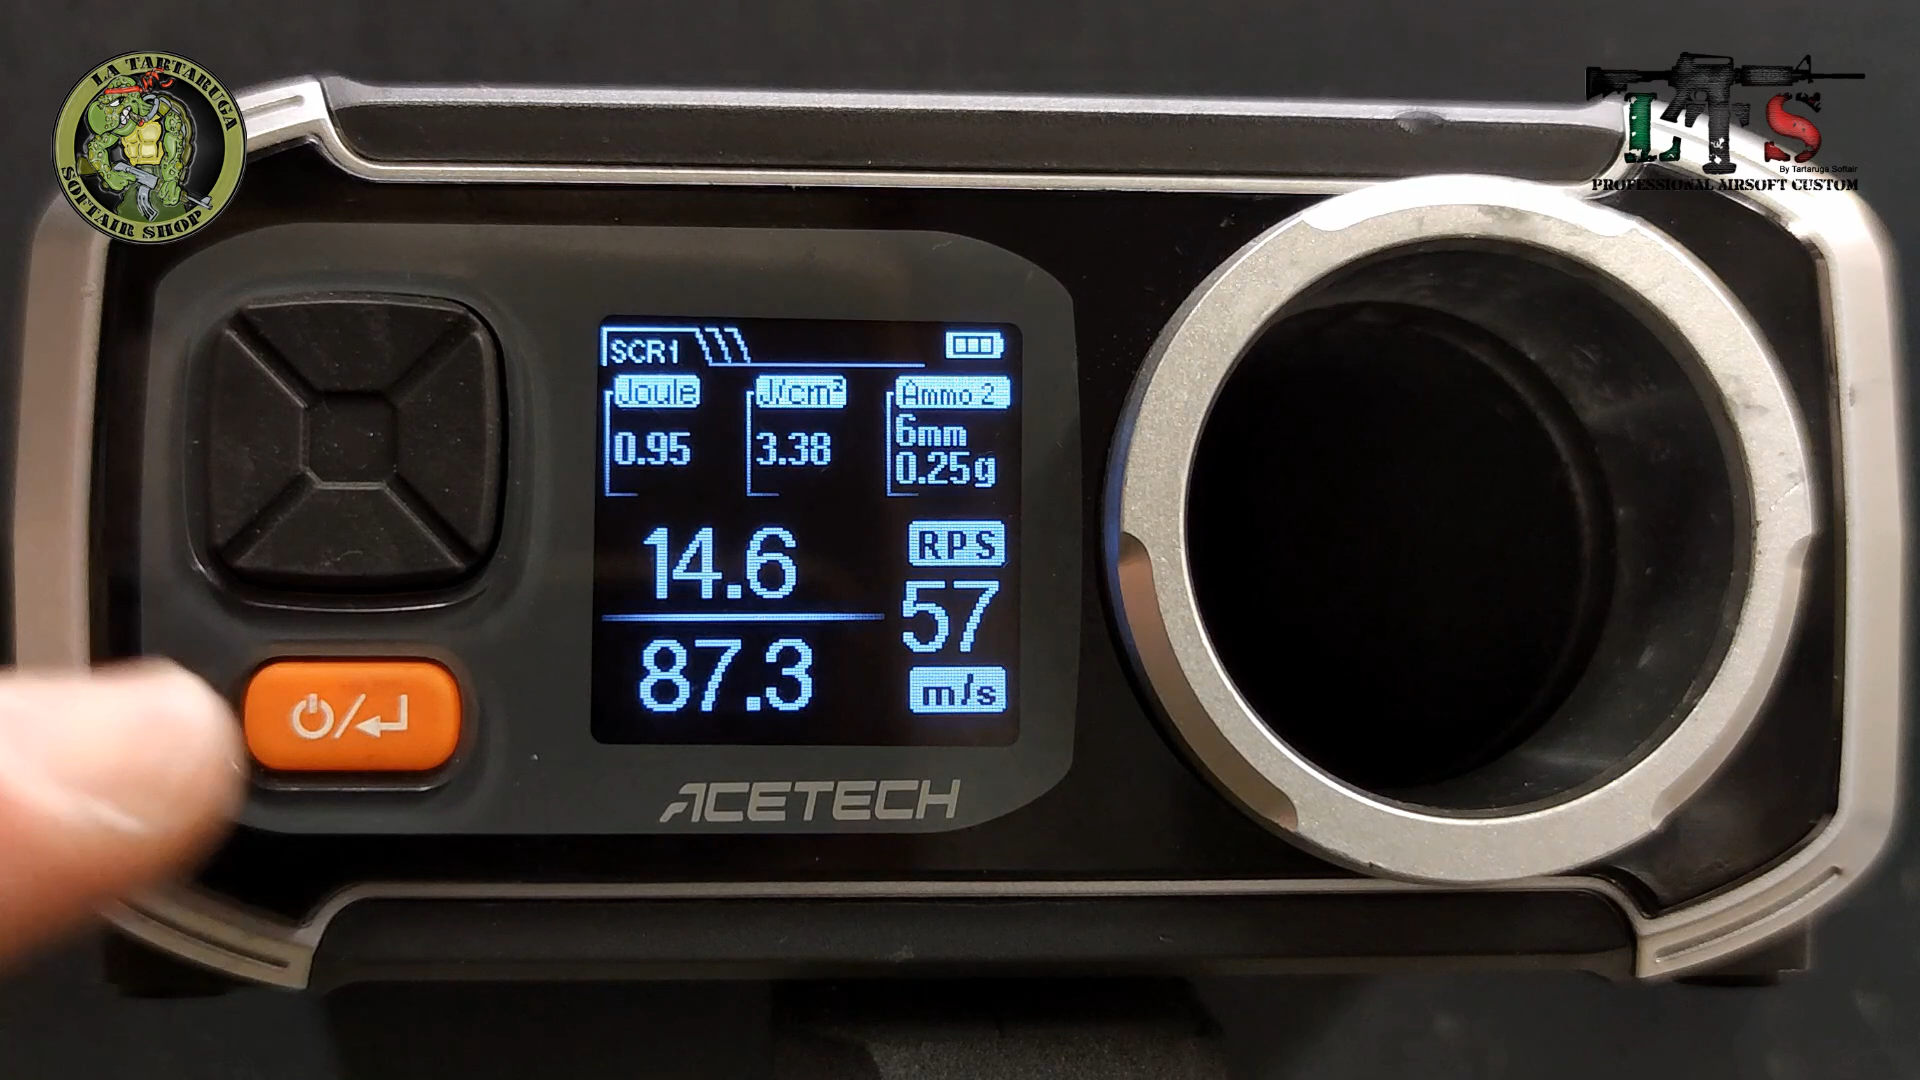 LA TARTARUGA
SOFTAIR SHOP
LTS
By Tartaruga Softair
PROFESSIONAL AIRSOFT CUSTOM
SCR1
Joule
0.95
J/cm²
3.38
Ammo 2
6mm
0.25g
14.6
RPS
57
87.3
m/s
ACETECH